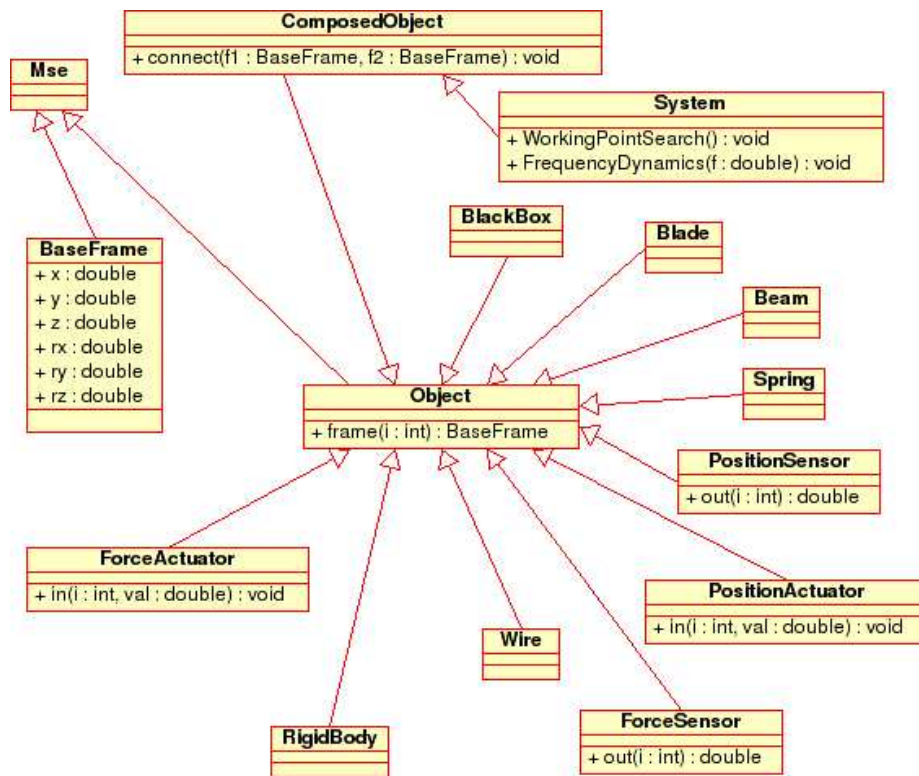 ComposedObject
+ connect(f1 : BaseFrame, f2 : BaseFrame) : void
Mse
System
+ WorkingPointSearch() : void
+ FrequencyDynamics(f : double) : void
BlackBox
Blade
BaseFrame
+ x : double
+ y : double
+ z : double
+ rx : double
+ ry : double
+ rz : double
Beam
Spring
Object
+ frame(i : int) : BaseFrame
PositionSensor
+ out(i : int) : double
ForceActuator
+ in(i : int, val : double) : void
PositionActuator
+ in(i : int, val : double) : void
Wire
ForceSensor
+ out(i : int) : double
RigidBody